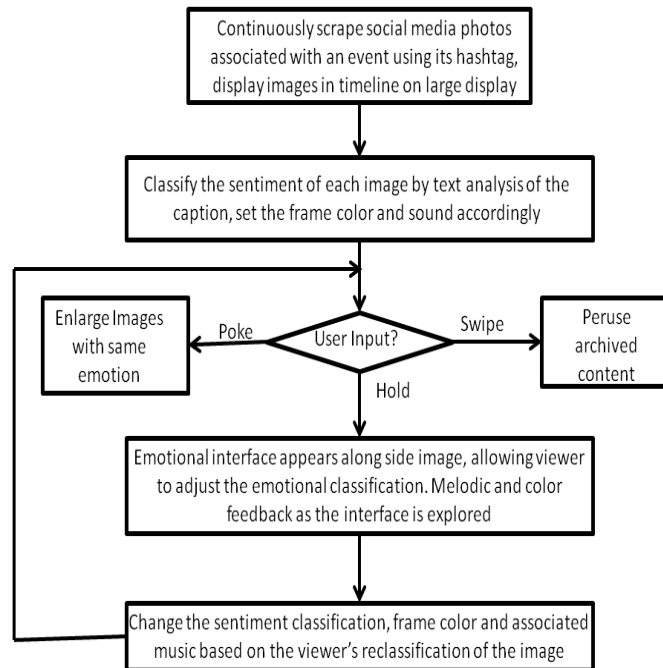 Continuously scrape social media photos
associated with an event using its hashtag,
display images in timeline on large display
Classify the sentiment of each image by text analysis of the
caption, set the frame color and sound accordingly
Enlarge Images
with same
emotion
Poke
User Input?
Swipe
Peruse
archived
content
Hold
Emotional interface appears along side image, allowing viewer
to adjust the emotional classification. Melodic and color
feedback as the interface is explored
Change the sentiment classification, frame color and associated
music based on the viewer's reclassification of the image